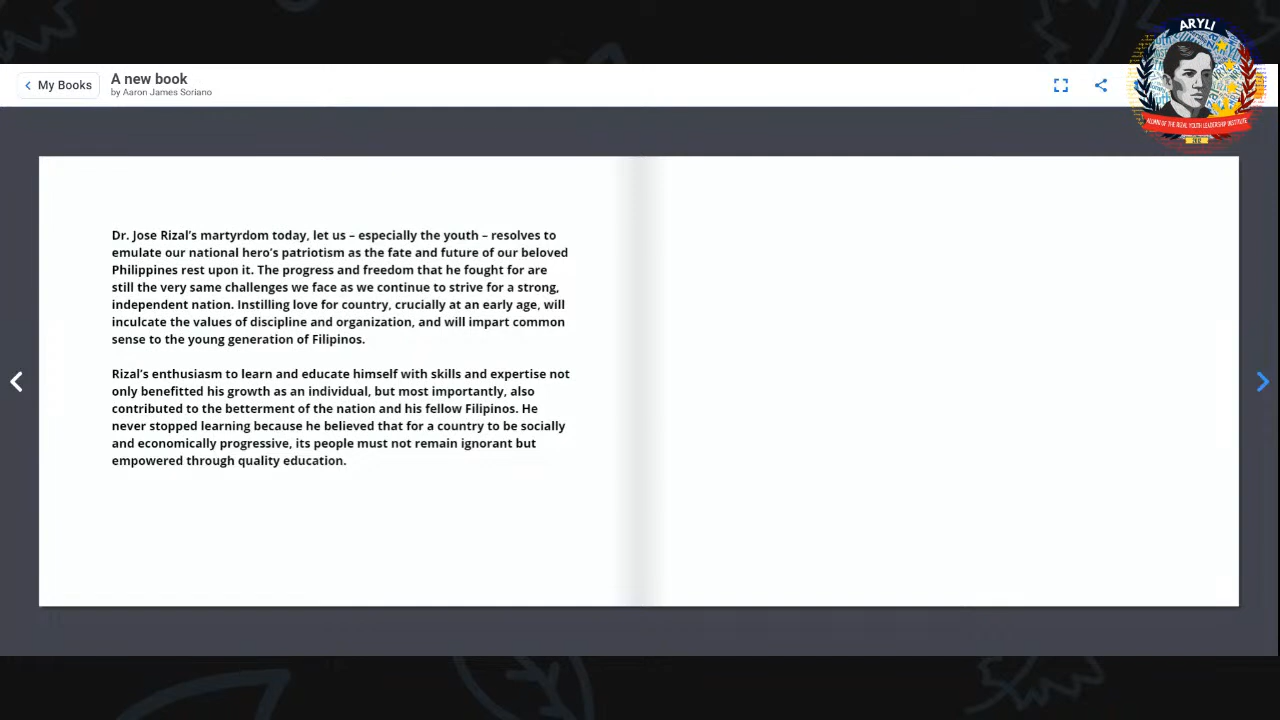 My Books
A new book
by Aaron James Soriano
ARYLI
ALUMNI OF THE RIZAL YOUTH LEADERSHIP INSTITUTE
Dr. Jose Rizal’s martyrdom today, let us – especially the youth – resolves to
emulate our national hero’s patriotism as the fate and future of our beloved
Philippines rest upon it. The progress and freedom that he fought for are
still the very same challenges we face as we continue to strive for a strong,
independent nation. Instilling love for country, crucially at an early age, will
inculcate the values of discipline and organization, and will impart common
sense to the young generation of Filipinos.
Rizal’s enthusiasm to learn and educate himself with skills and expertise not
only benefitted his growth as an individual, but most importantly, also
contributed to the betterment of the nation and his fellow Filipinos. He
never stopped learning because he believed that for a country to be socially
and economically progressive, its people must not remain ignorant but
empowered through quality education.